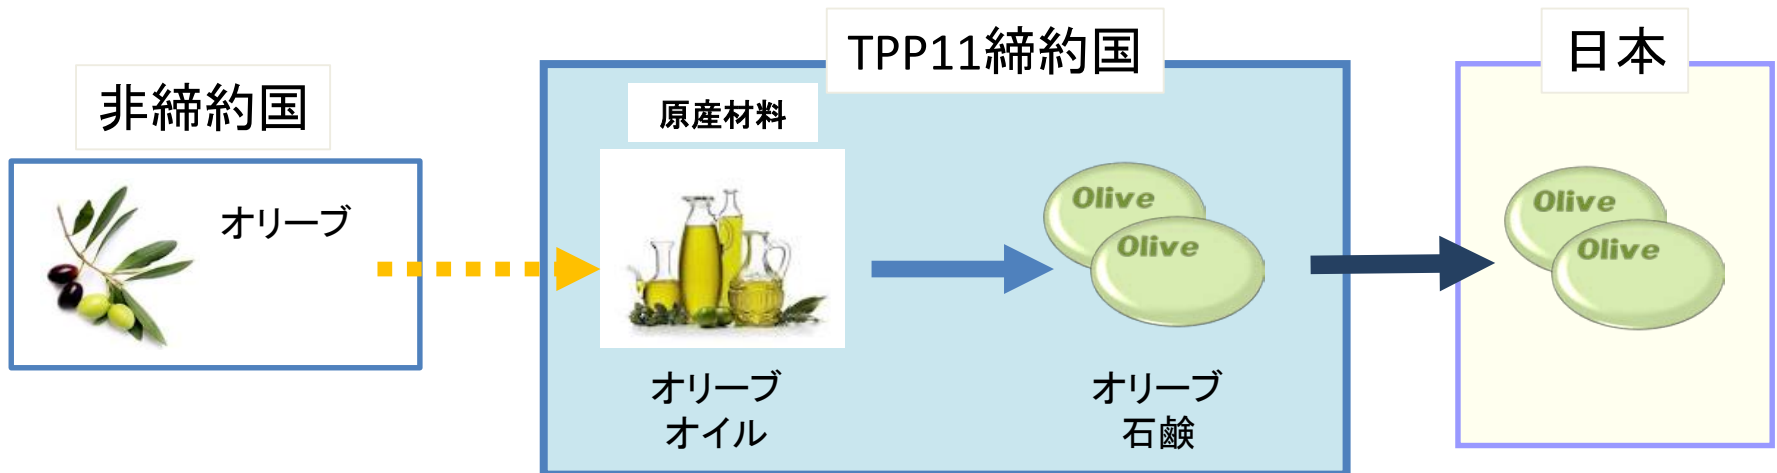 非締約国
オリーブ
TPP11締約国
原産材料
オリーブ
オイル
Olive
Olive
オリーブ
石鹸
日本
Olive
Olive